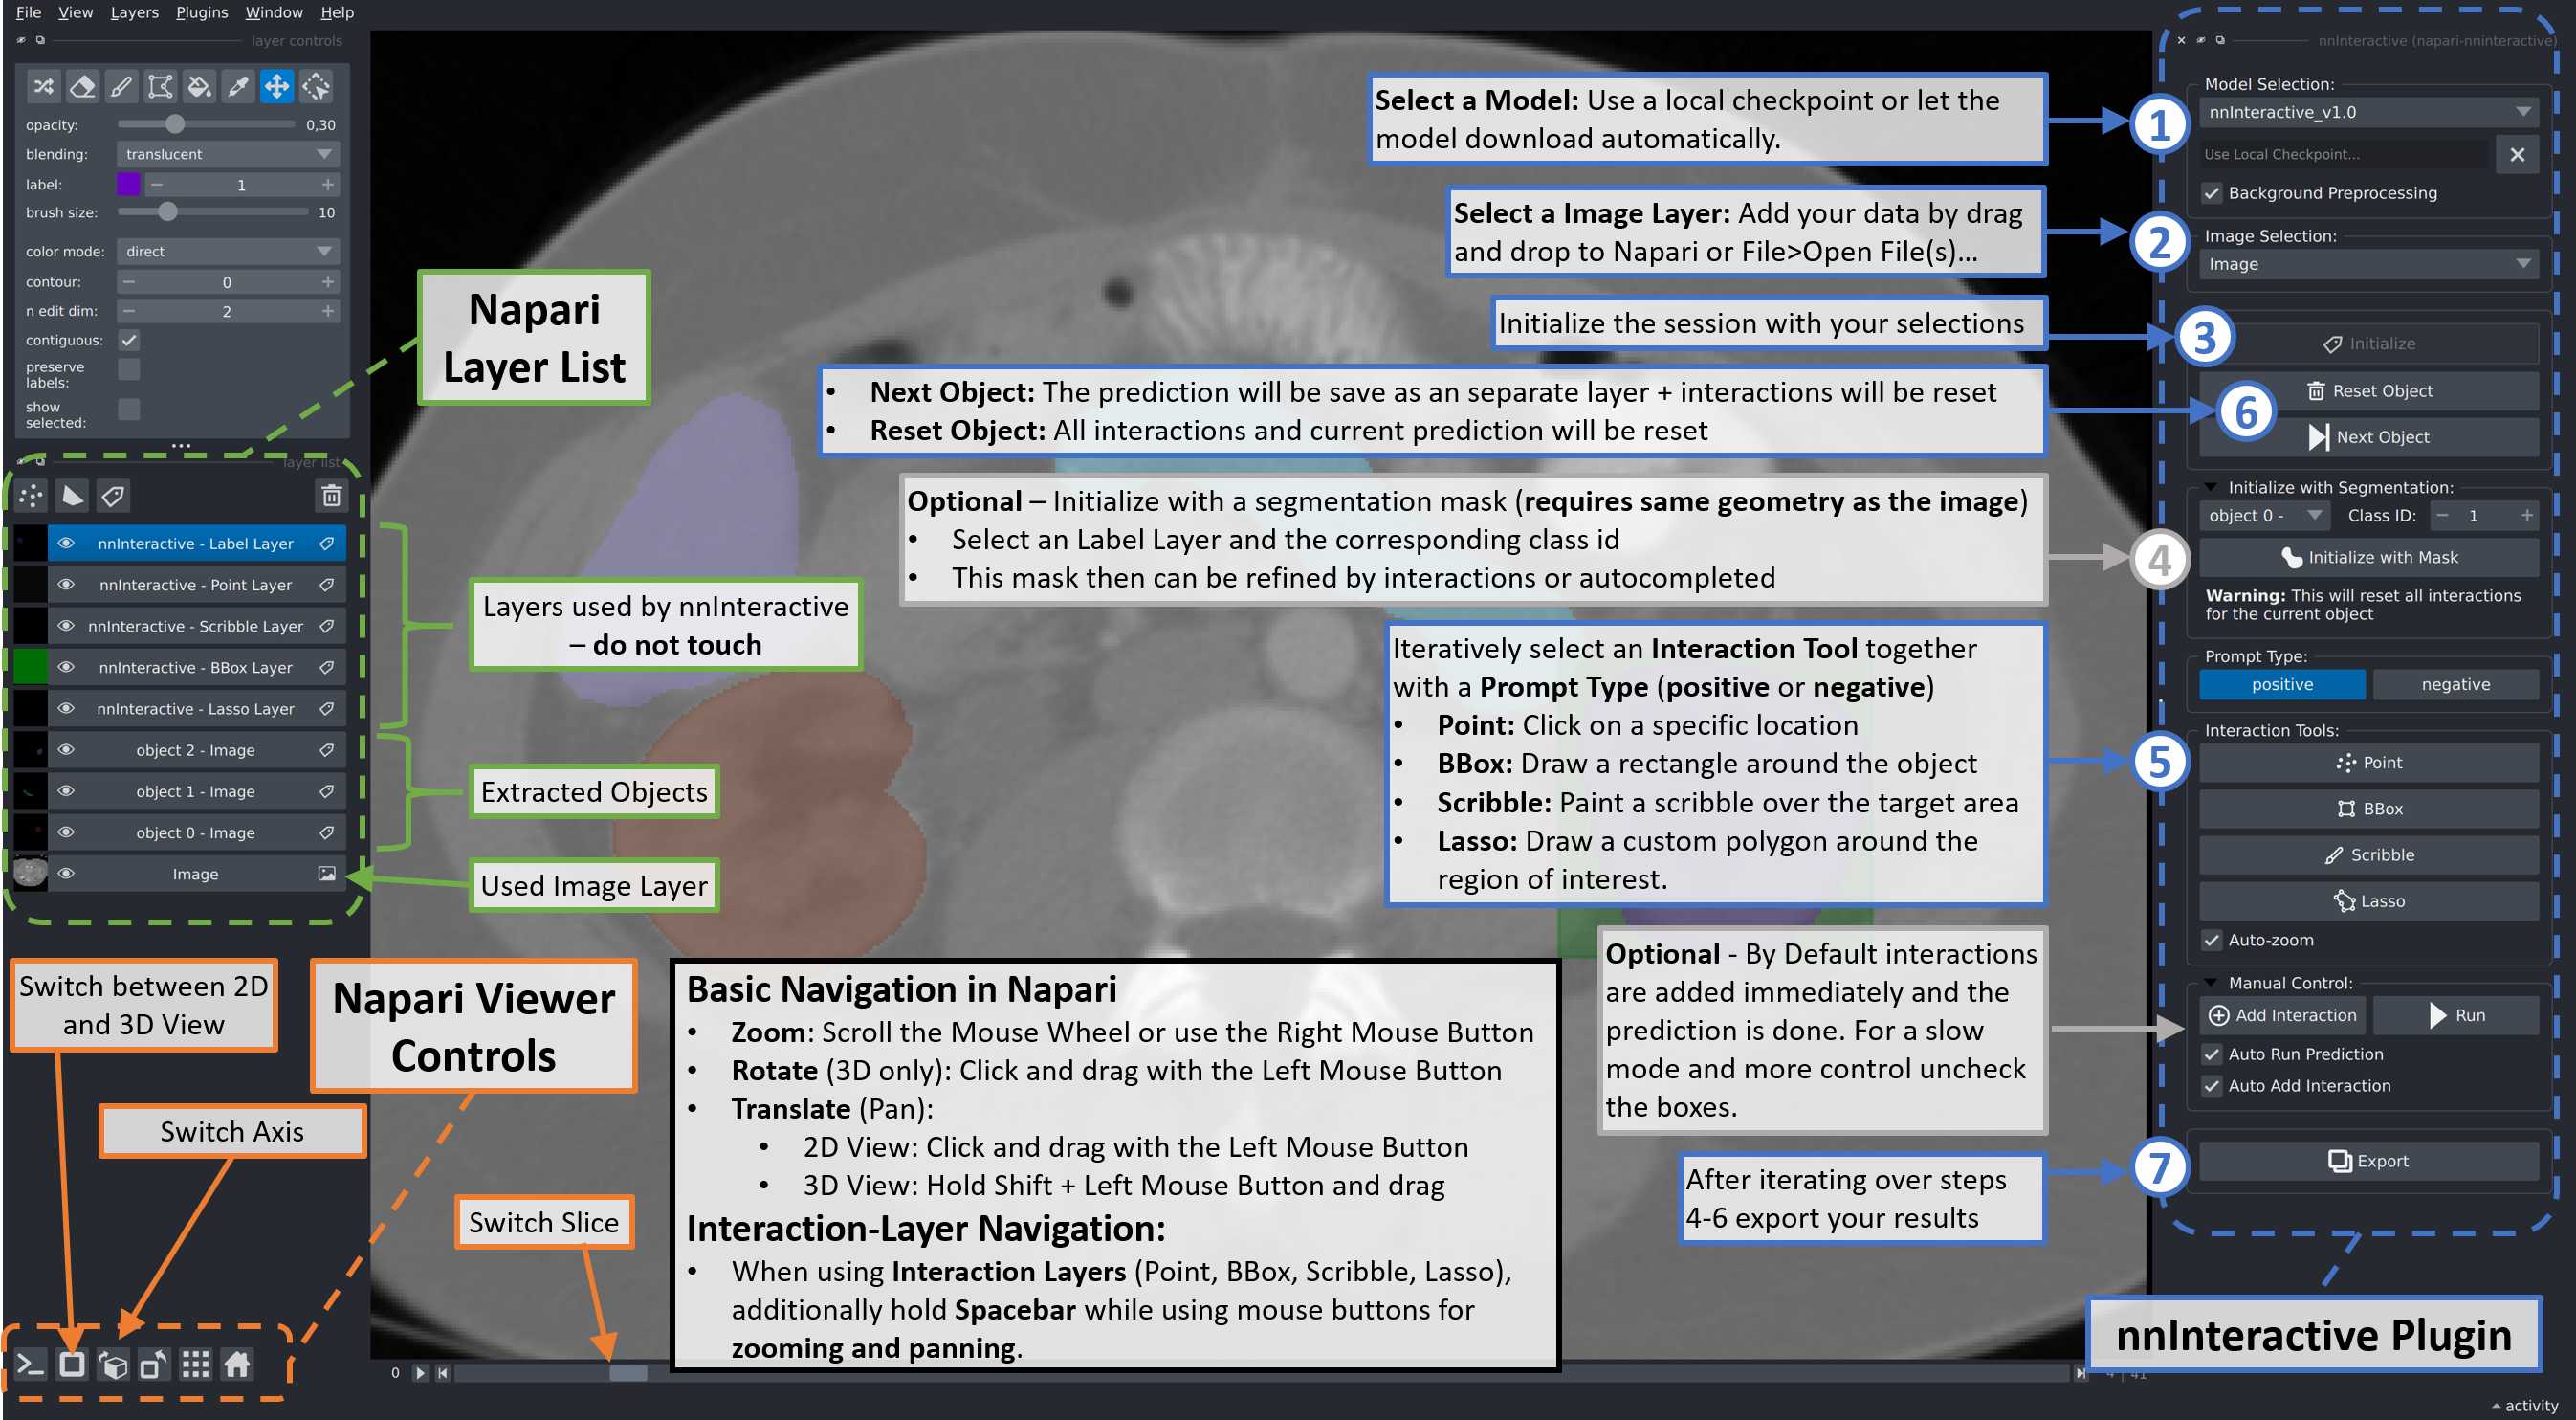 File View Layers Plugins Window Help
layer controls
opacity: 0,30
blending: translucent
label: 1
brush size: 10
color mode: direct
contour: 0
n edit dim: 2
contiguous:
preserve
labels:
show
selected:
layer list
nnInteractive - Label Layer
nnInteractive - Point Layer
nnInteractive - Scribble Layer
nnInteractive - BBox Layer
nnInteractive - Lasso Layer
object 2 - Image
object 1 - Image
object 0 - Image
Image
Napari
Layer List
Layers used by nnInteractive
– do not touch
Extracted Objects
Used Image Layer
Switch between 2D
and 3D View
Napari Viewer
Controls
Switch Axis
Switch Slice
Select a Model: Use a local checkpoint or let the
model download automatically.
Select a Image Layer: Add your data by drag
and drop to Napari or File>Open File(s)...
Initialize the session with your selections
• Next Object: The prediction will be save as an separate layer + interactions will be reset
• Reset Object: All interactions and current prediction will be reset
Optional – Initialize with a segmentation mask (requires same geometry as the image)
• Select an Label Layer and the corresponding class id
• This mask then can be refined by interactions or autocompleted
Iteratively select an Interaction Tool together
with a Prompt Type (positive or negative)
• Point: Click on a specific location
• BBox: Draw a rectangle around the object
• Scribble: Paint a scribble over the target area
• Lasso: Draw a custom polygon around the
region of interest.
Optional - By Default interactions
are added immediately and the
prediction is done. For a slow
mode and more control uncheck
the boxes.
After iterating over steps
4-6 export your results
Basic Navigation in Napari
• Zoom: Scroll the Mouse Wheel or use the Right Mouse Button
• Rotate (3D only): Click and drag with the Left Mouse Button
• Translate (Pan):
• 2D View: Click and drag with the Left Mouse Button
• 3D View: Hold Shift + Left Mouse Button and drag
Interaction-Layer Navigation:
• When using Interaction Layers (Point, BBox, Scribble, Lasso),
additionally hold Spacebar while using mouse buttons for
zooming and panning.
0
nnInteractive (napari-nninteractive)
1
Model Selection:
nnInteractive_v1.0
Use Local Checkpoint...
Background Preprocessing
2
Image Selection:
Image
3
Initialize
Reset Object
6
Next Object
Initialize with Segmentation:
object 0 - Class ID: 1
4
Initialize with Mask
Warning: This will reset all interactions
for the current object
Prompt Type:
positive negative
Interaction Tools:
5
Point
BBox
Scribble
Lasso
Auto-zoom
Manual Control:
Add Interaction Run
Auto Run Prediction
Auto Add Interaction
7
Export
nnInteractive Plugin
activity